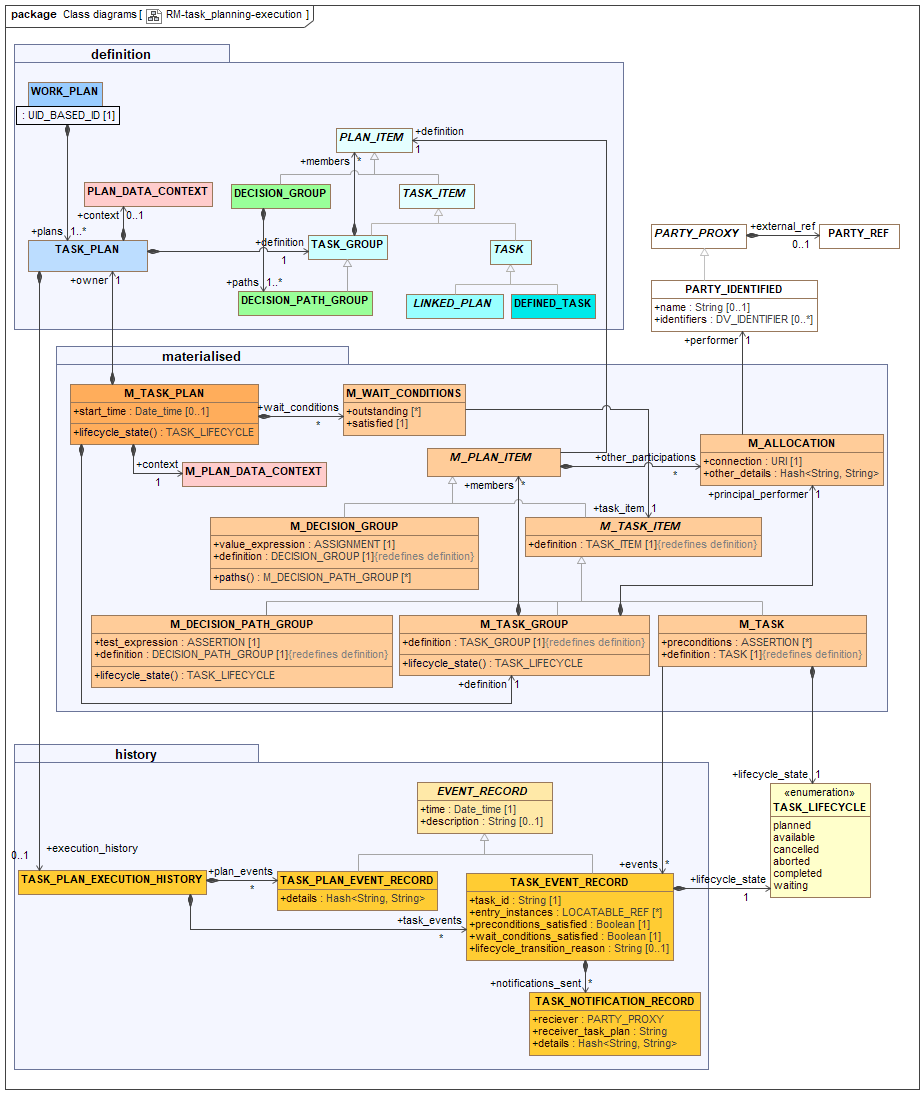 package Class diagrams [ RM-task_planning-execution ]
definition
WORK_PLAN
: UID_BASED_ID [1]
PLAN_ITEM
+definition
1
+members
*
PLAN_DATA_CONTEXT
DECISION_GROUP
TASK_ITEM
+context
0..1
+plans
1..*
TASK_PLAN
+definition
1
TASK_GROUP
TASK
PARTY_PROXY
+external_ref
0..1
PARTY_REF
+owner
1
+paths
1..*
DECISION_PATH_GROUP
LINKED_PLAN
DEFINED_TASK
PARTY_IDENTIFIED
+name : String [0..1]
+identifiers : DV_IDENTIFIER [0..*]
+performer
1
materialised
M_TASK_PLAN
+start_time : Date_time [0..1]
+lifecycle_state() : TASK_LIFECYCLE
+wait_conditions
*
M_WAIT_CONDITIONS
+outstanding [*]
+satisfied [1]
+context
1
M_PLAN_DATA_CONTEXT
M_PLAN_ITEM
+other_participations
*
M_ALLOCATION
+connection : URI [1]
+other_details : Hash<String, String>
+members
*
+principal_performer
1
+task_item
1
M_DECISION_GROUP
+value_expression : ASSIGNMENT [1]
+definition : DECISION_GROUP [1]{redefines definition}
+paths() : M_DECISION_PATH_GROUP [*]
M_TASK_ITEM
+definition : TASK_ITEM [1]{redefines definition}
M_DECISION_PATH_GROUP
+test_expression : ASSERTION [1]
+definition : DECISION_PATH_GROUP [1]{redefines definition}
+lifecycle_state() : TASK_LIFECYCLE
M_TASK_GROUP
+definition : TASK_GROUP [1]{redefines definition}
+lifecycle_state() : TASK_LIFECYCLE
M_TASK
+preconditions : ASSERTION [*]
+definition : TASK [1]{redefines definition}
+definition
1
history
EVENT_RECORD
+time : Date_time [1]
+description : String [0..1]
+lifecycle_state
1
«enumeration»
TASK_LIFECYCLE
planned
available
cancelled
aborted
completed
waiting
+execution_history
0..1
TASK_PLAN_EXECUTION_HISTORY
+plan_events
*
TASK_PLAN_EVENT_RECORD
+details : Hash<String, String>
+events
*
TASK_EVENT_RECORD
+task_id : String [1]
+entry_instances : LOCATABLE_REF [*]
+preconditions_satisfied : Boolean [1]
+wait_conditions_satisfied : Boolean [1]
+lifecycle_transition_reason : String [0..1]
+lifecycle_state
1
+task_events
*
+notifications_sent
*
TASK_NOTIFICATION_RECORD
+reciever : PARTY_PROXY
+receiver_task_plan : String
+details : Hash<String, String>